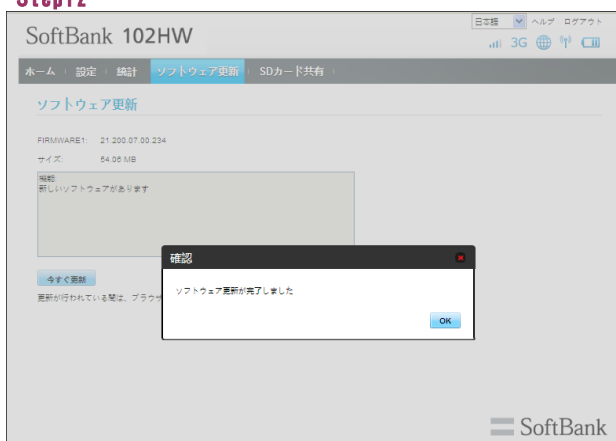 Step12
日本語 ヘルプ ログアウト
SoftBank 102HW
3G
ホーム 設定 統計 ソフトウェア更新 SDカード共有
ソフトウェア更新
FIRMWARE1: 21.200.07.00.234
サイズ: 54.06 MB
機能
新しいソフトウェアがあります
確認
ソフトウェア更新が完了しました
OK
今すぐ更新
更新が行われている間は、ブラウザ
SoftBank